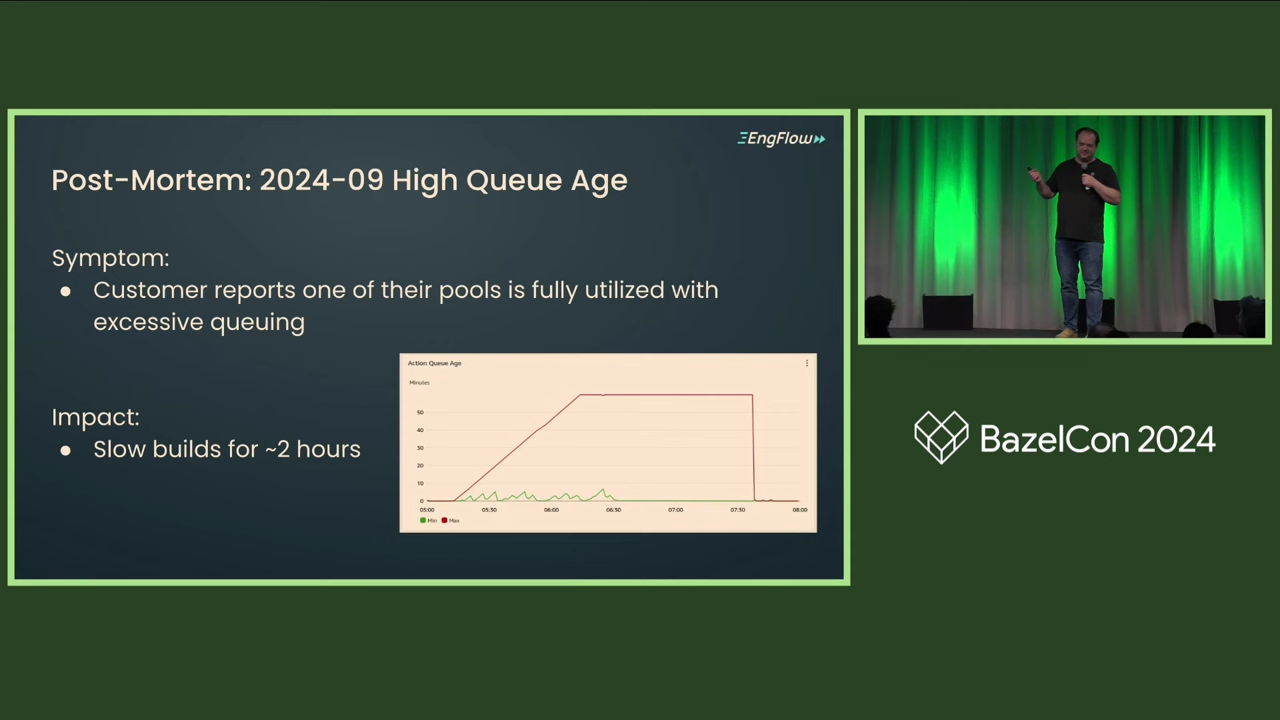 EngFlow
Post-Mortem: 2024-09 High Queue Age
Symptom:
● Customer reports one of their pools is fully utilized with
excessive queuing
Impact:
● Slow builds for ~2 hours
Action Queue Age
Minutes
50
40
30
20
10
0
05:00 05:30 06:00 06:30 07:00 07:30 08:00
Min Max
BazelCon 2024